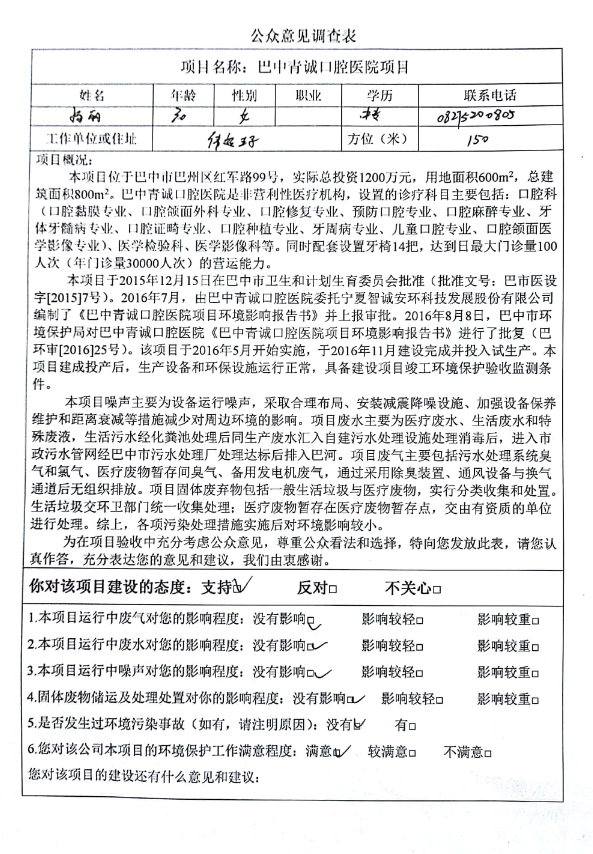 公众意见调查表
项目名称：巴中青诚口腔医院项目
姓名 年龄 性别 职业 学历 联系电话
30 女 0827-5200805
工作单位或住址 方位（米） 150
项目概况：
本项目位于巴中市巴州区红军路99号，实际总投资1200万元，用地面积600m²，总建
筑面积800m²。巴中青诚口腔医院是非营利性医疗机构，设置的诊疗科目主要包括：口腔科
（口腔黏膜专业、口腔颌面外科专业、口腔修复专业、预防口腔专业、口腔麻醉专业、牙
体牙髓病专业、口腔正畸专业、口腔种植专业、牙周病专业、儿童口腔专业、口腔颌面医
学影像专业）、医学检验科、医学影像科等。同时配套设置牙椅14把，达到日最大门诊量100
人次（年门诊量30000人次）的营运能力。
本项目于2015年12月15日在巴中市卫生和计划生育委员会批准（批准文号：巴市医设
字[2015]7号）。2016年7月，由巴中青诚口腔医院委托宁夏智诚安环科技发展股份有限公司
编制了《巴中青诚口腔医院项目环境影响报告书》并上报审批。2016年8月8日，巴中市环
境保护局对巴中青诚口腔医院《巴中青诚口腔医院项目环境影响报告书》进行了批复（巴
环审[2016]25号）。该项目于2016年5月开始实施，于2016年11月建设完成并投入试生产。本
项目建成投产后，生产设备和环保设施运行正常，具备建设项目竣工环境保护验收监测条
件。
本项目噪声主要为设备运行噪声，采取合理布局、安装减震降噪设施、加强设备保养
维护和距离衰减等措施减少对周边环境的影响。项目废水主要为医疗废水、生活废水和特
殊废液，生活污水经化粪池处理后同生产废水汇入自建污水处理设施处理消毒后，进入市
政污水管网经巴中市污水处理厂处理达标后排入巴河。项目废气主要包括污水处理系统臭
气和氯气、医疗废物暂存间臭气、备用发电机废气，通过采用除臭装置、通风设备与换气
通道后无组织排放。项目固体废弃物包括一般生活垃圾与医疗废物，实行分类收集和处置。
生活垃圾交环卫部门统一收集处理；医疗废物暂存在医疗废物暂存点，交由有资质的单位
进行处理。综上，各项污染处理措施实施后对环境影响较小。
为在项目验收中充分考虑公众意见，尊重公众看法和选择，特向您发放此表，请您认
真作答，充分表达您的意见和建议，我们由衷感谢。
你对该项目建设的态度：支持☑ 反对□ 不关心□
1.本项目运行中废气对您的影响程度：没有影响☑ 影响较轻□ 影响较重□
2.本项目运行中废水对您的影响程度：没有影响☑ 影响较轻□ 影响较重□
3.本项目运行中噪声对您的影响程度：没有影响☑ 影响较轻□ 影响较重□
4.固体废物储运及处理处置对你的影响程度：没有影响☑ 影响较轻□ 影响较重□
5.是否发生过环境污染事故（如有，请注明原因）：没有☑ 有□
6.您对该公司本项目的环境保护工作满意程度：满意☑ 较满意□ 不满意□
您对该项目的建设还有什么意见和建议：